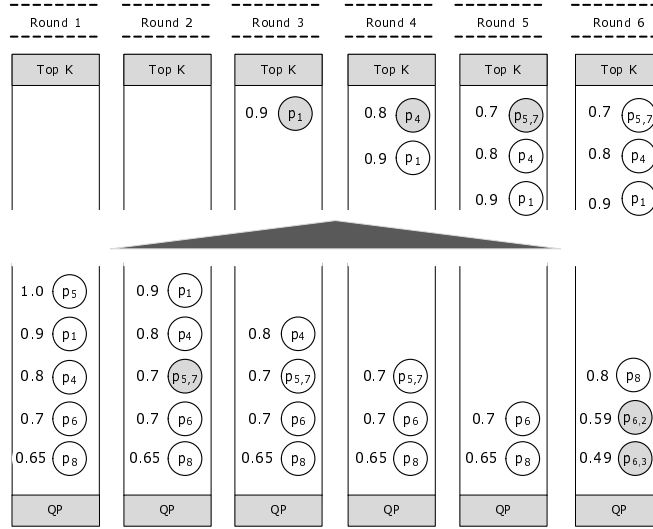 Round 1 Round 2 Round 3 Round 4 Round 5 Round 6
Top K Top K Top K Top K Top K Top K
0.9 p1 0.8 p4 0.7 p5,7 0.7 p5,7
0.9 p1 0.8 p4 0.8 p4
0.9 p1 0.9 p1
1.0 p5 0.9 p1
0.9 p1 0.8 p4 0.8 p4
0.8 p4 0.7 p5,7 0.7 p5,7 0.7 p5,7 0.8 p8
0.7 p6 0.7 p6 0.7 p6 0.7 p6 0.7 p6 0.59 p6,2
0.65 p8 0.65 p8 0.65 p8 0.65 p8 0.65 p8 0.49 p6,3
QP QP QP QP QP QP